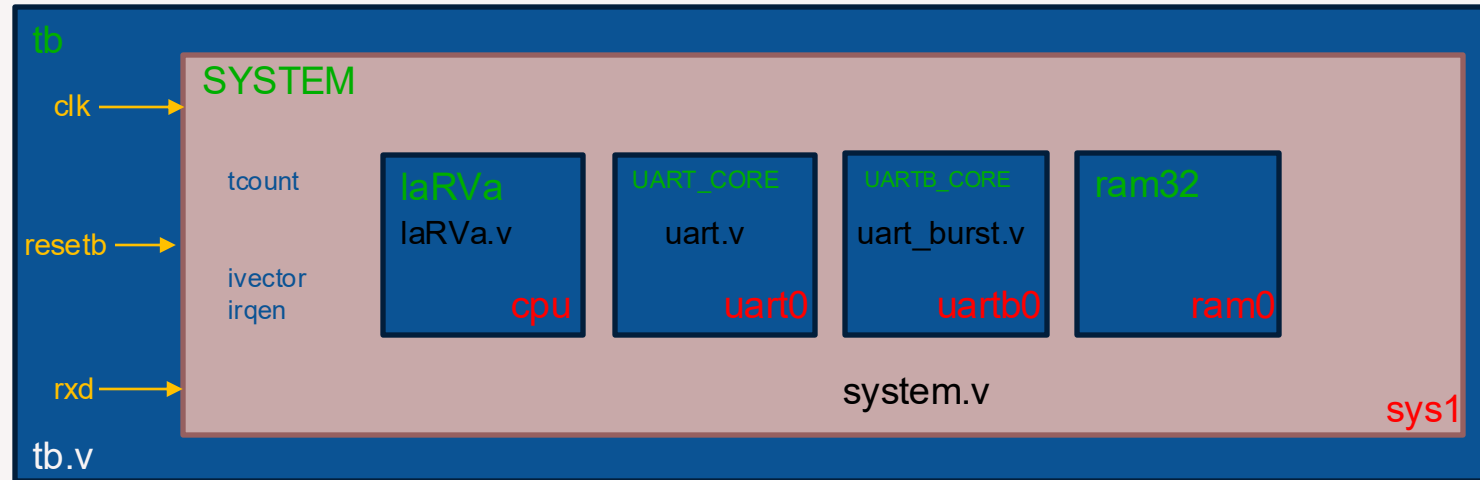 tb
SYSTEM
clk
tcount
laRVa
UART_CORE
UARTB_CORE
ram32
laRVa.v
uart.v
uart_burst.v
resetb
ivector
irqen
cpu
uart0
uartb0
ram0
rxd
system.v
sys1
tb.v